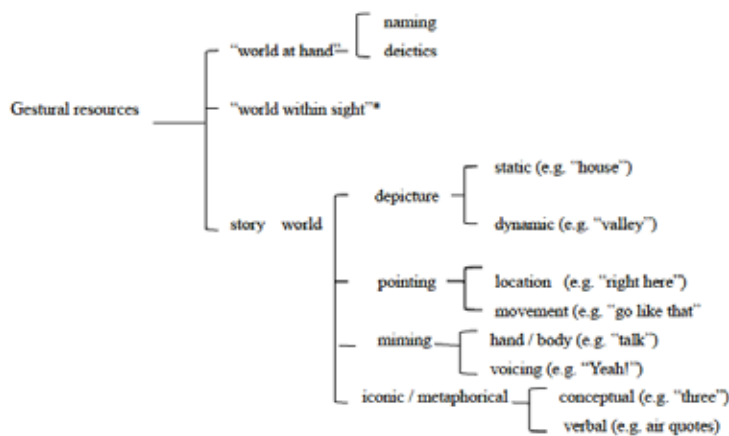 naming
"world at hand"
deictics
Gestural resources
"world within sight"*
static (e.g. "house")
depicture
story world
dynamic (e.g. "valley")
pointing
location (e.g. "right here")
movement (e.g. "go like that"
miming
hand / body (e.g. "talk")
voicing (e.g. "Yeah!")
iconic / metaphorical
conceptual (e.g. "three")
verbal (e.g. air quotes)